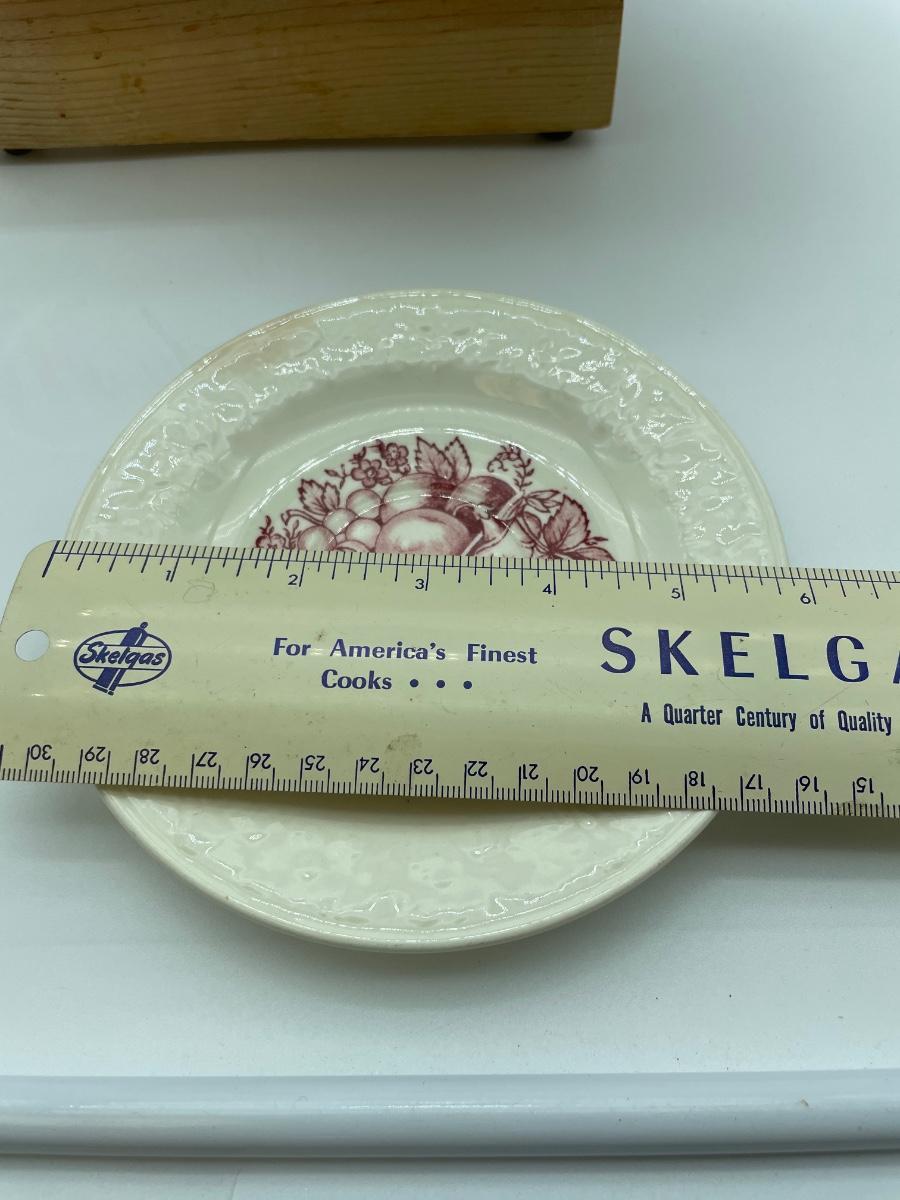 1 2 3 4 5 6
Skelgas
For America's Finest
Cooks • • •
SKELGA
A Quarter Century of Quality
30 29 28 27 26 25 24 23 22 21 20 19 18 17 16 15